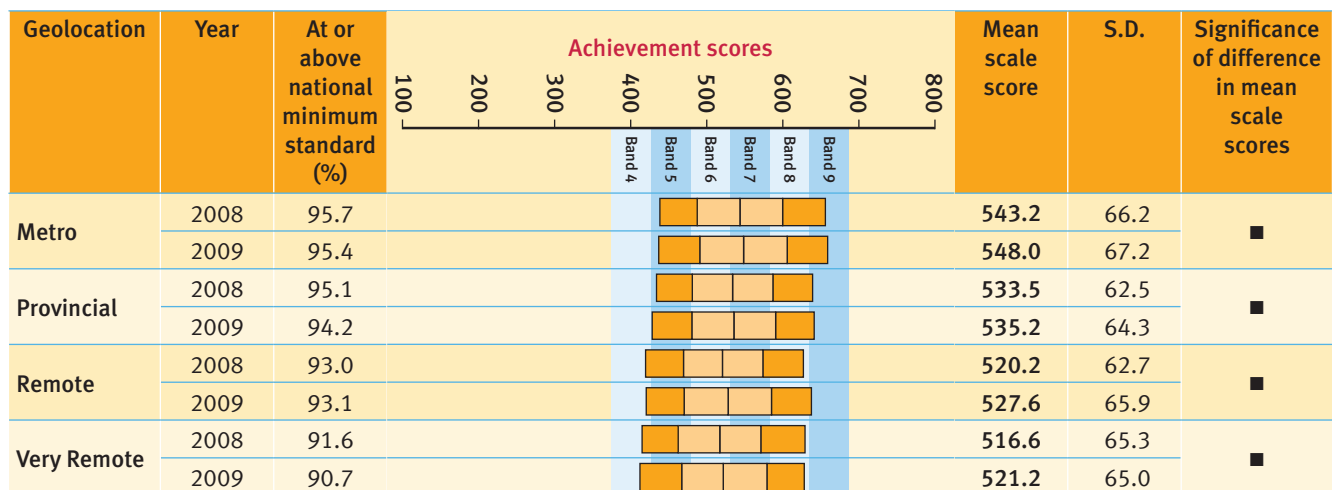 Geolocation
Year
At or
above
national
minimum
standard
(%)
Achievement scores
100 200 300 400 500 600 700 800
Band 4 Band 5 Band 6 Band 7 Band 8 Band 9
Mean
scale
score
S.D.
Significance
of difference
in mean
scale
scores
Metro
2008 95.7 543.2 66.2 ■
2009 95.4 548.0 67.2
Provincial
2008 95.1 533.5 62.5 ■
2009 94.2 535.2 64.3
Remote
2008 93.0 520.2 62.7 ■
2009 93.1 527.6 65.9
Very Remote
2008 91.6 516.6 65.3 ■
2009 90.7 521.2 65.0